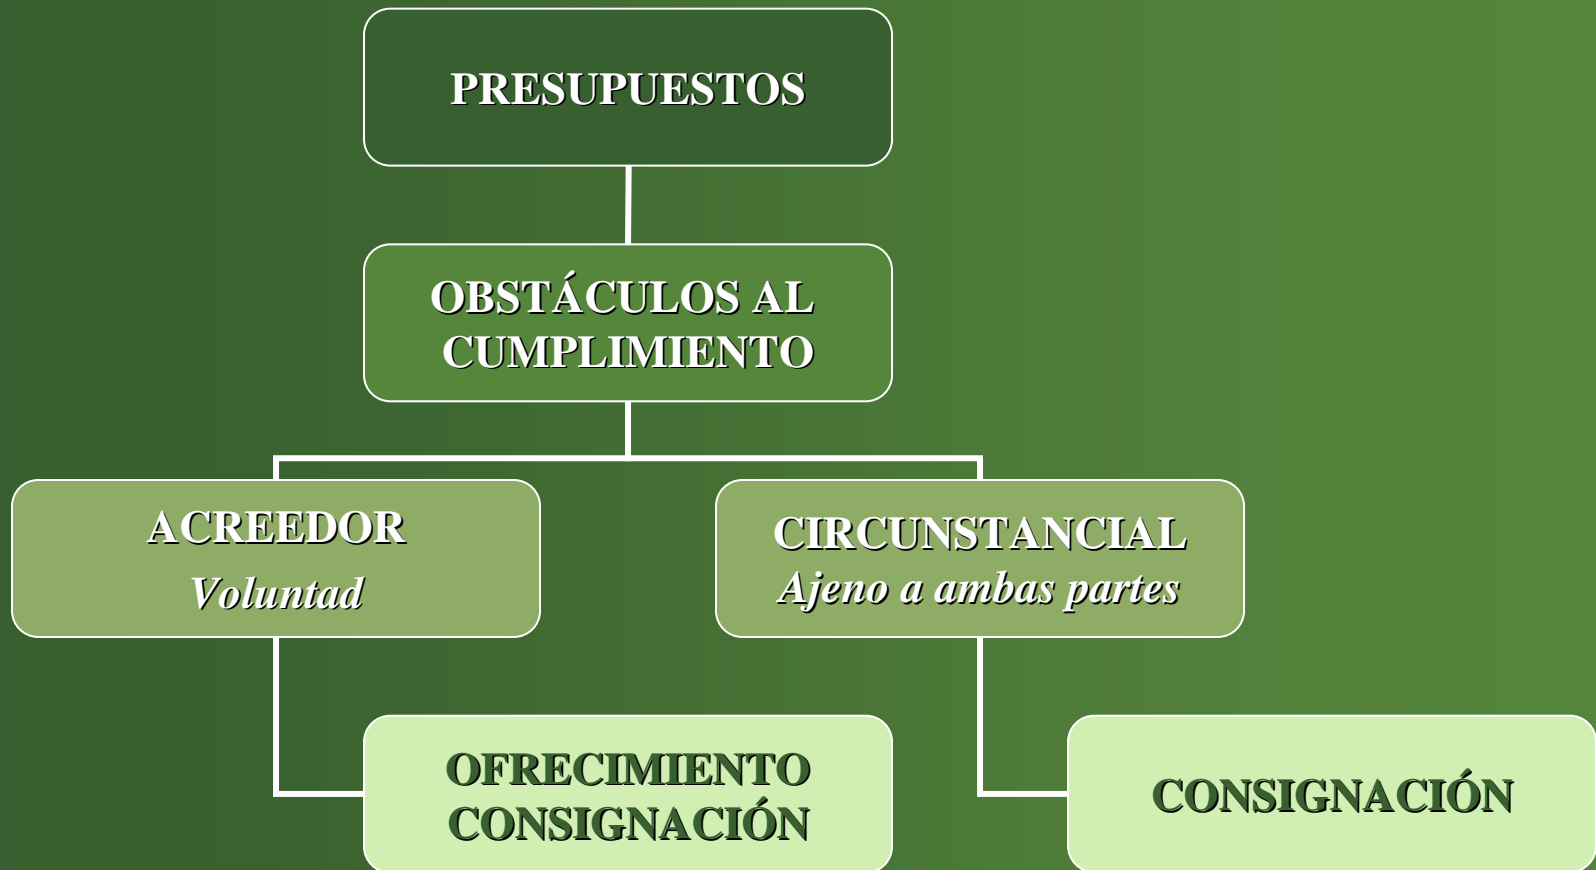 PRESUPUESTOS
OBSTÁCULOS AL
CUMPLIMIENTO
ACREEDOR
Voluntad
CIRCUNSTANCIAL
Ajeno a ambas partes
OFRECIMIENTO
CONSIGNACIÓN
CONSIGNACIÓN